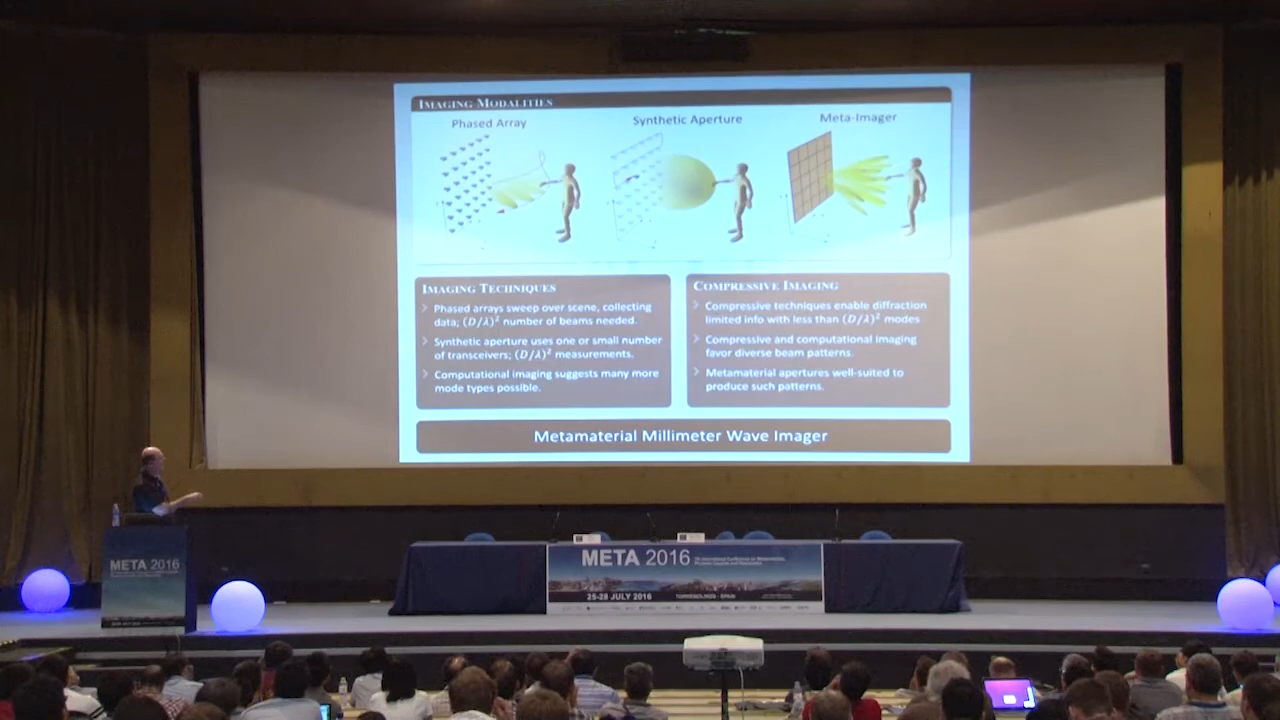 IMAGING MODALITIES
Phased Array
Synthetic Aperture
Meta-Imager
IMAGING TECHNIQUES
Phased arrays sweep over scene, collecting
data; (D/λ)² number of beams needed.
Synthetic aperture uses one or small number
of transceivers; (D/λ)² measurements.
Computational imaging suggests many more
mode types possible.
COMPRESSIVE IMAGING
Compressive techniques enable diffraction
limited info with less than (D/λ)² modes
Compressive and computational imaging
favor diverse beam patterns.
Metamaterial apertures well-suited to
produce such patterns.
Metamaterial Millimeter Wave Imager
META 2016
META 2016
25-28 JULY 2016
TORREMOLINOS - SPAIN